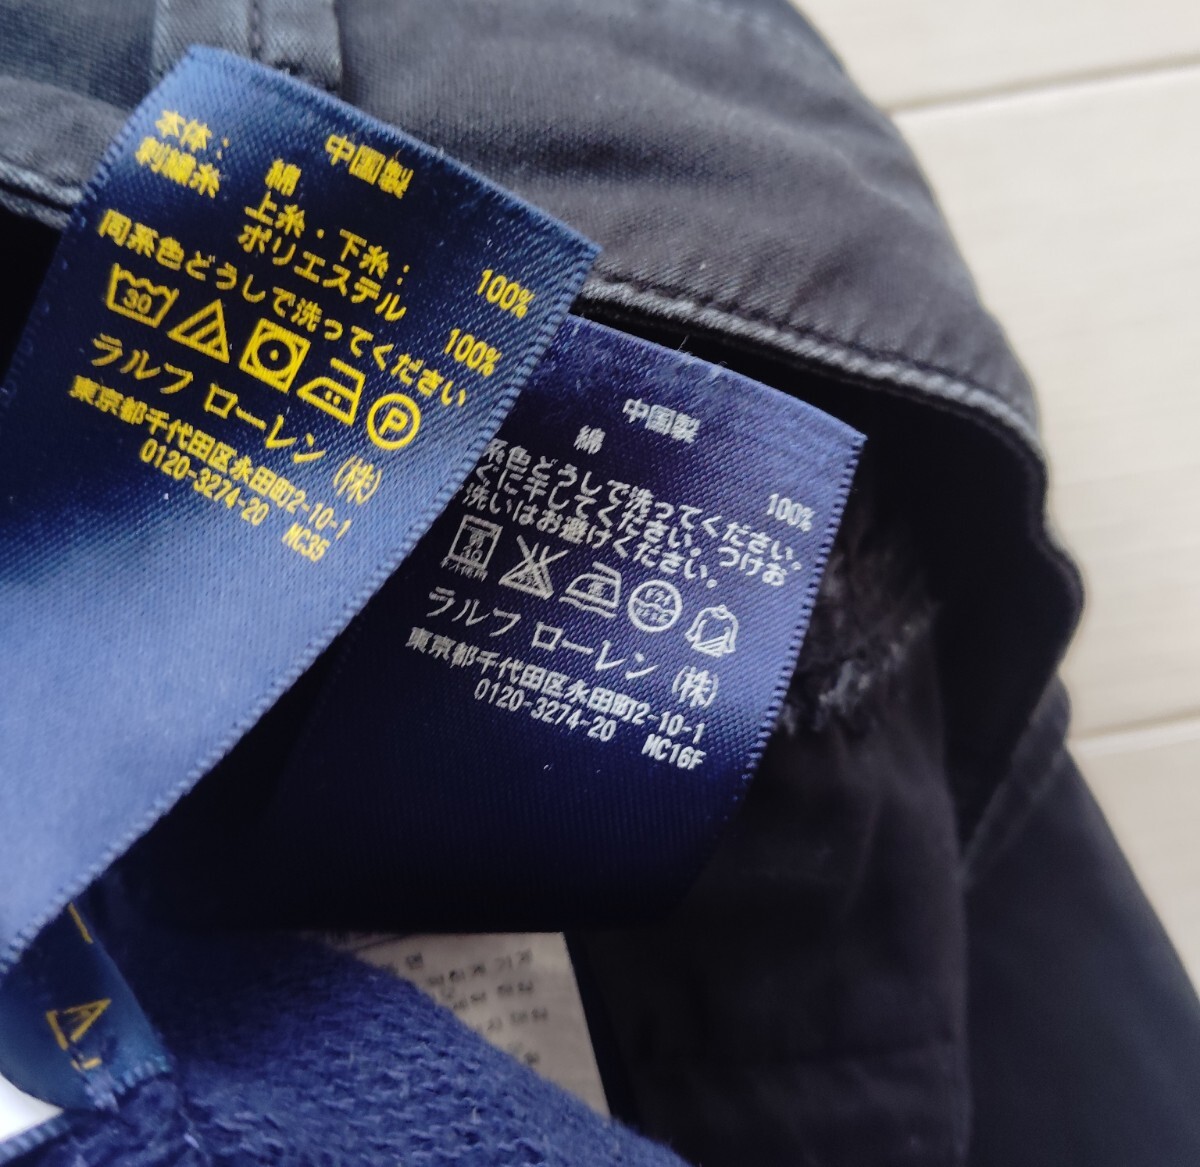 中国製
本体： 綿 100%
刺繍糸
上糸・下糸：
ポリエステル 100%
同系色どうしで洗ってください
30
P
ラルフ ローレン (株)
東京都千代田区永田町2-10-1
0120-3274-20 MC35
中国製
綿 100%
系色どうしで洗ってください。
ぐに干してください。つけお
洗いはお避けください。
ラルフ ローレン (株)
東京都千代田区永田町2-10-1
0120-3274-20 MC16F